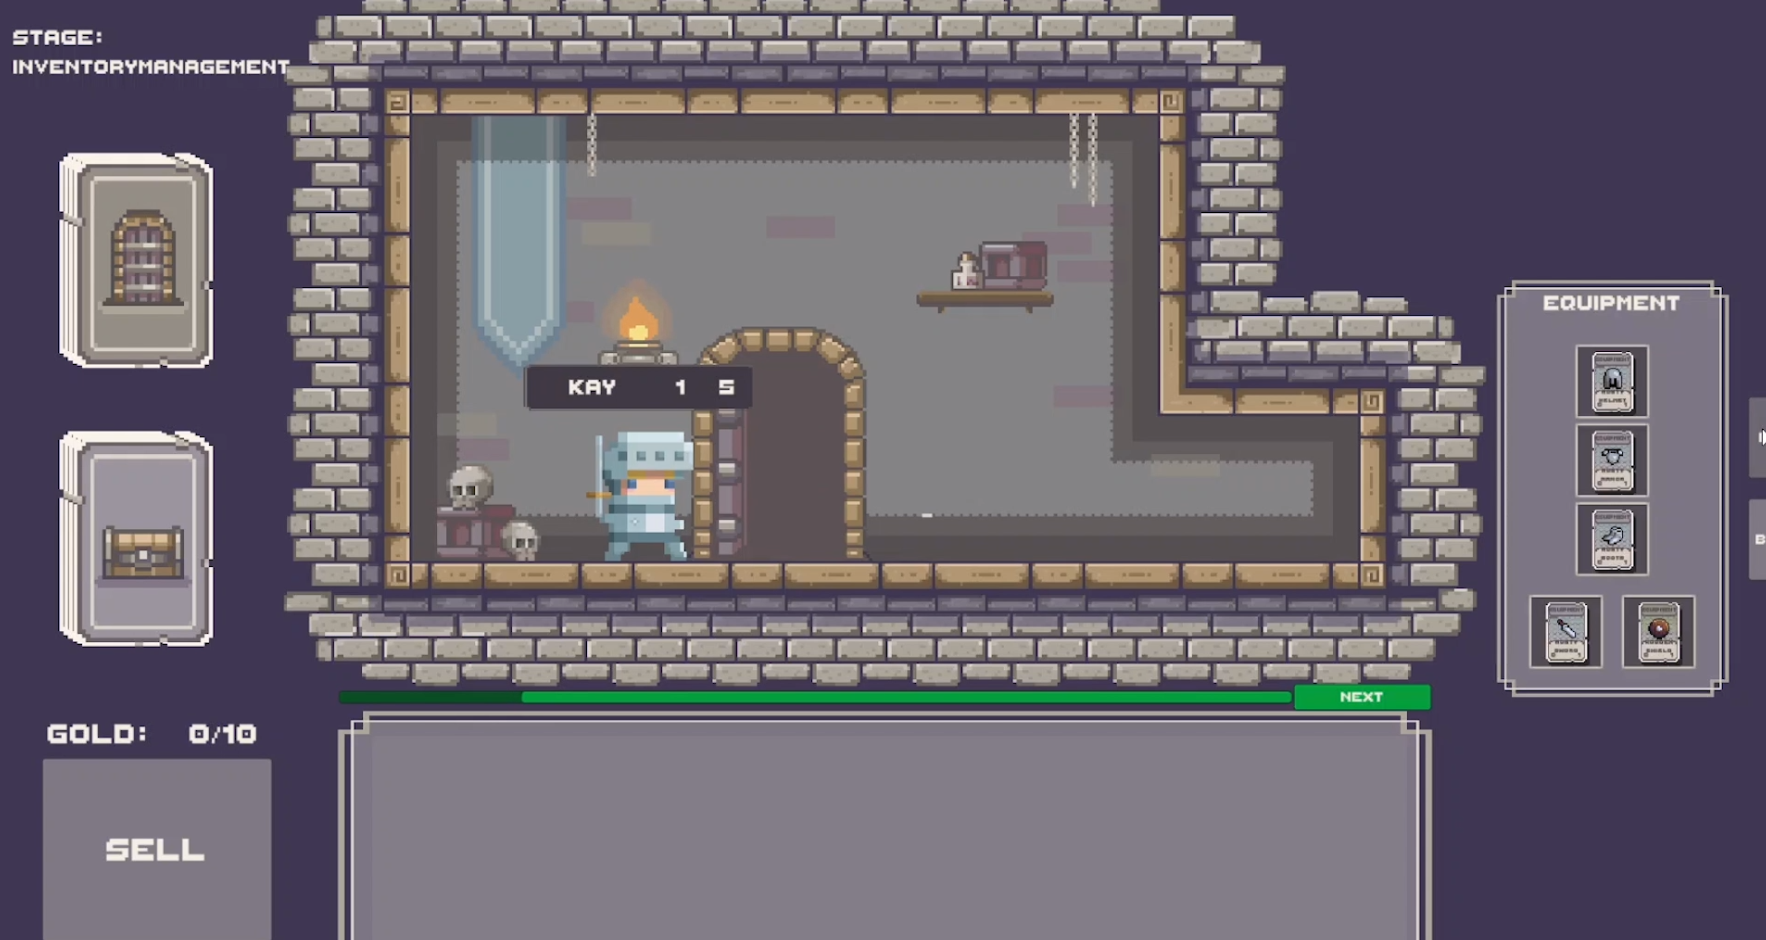 STAGE:
INVENTORYMANAGEMENT
KAY 1 5
EQUIPMENT
NEXT
GOLD: 0/10
SELL
B